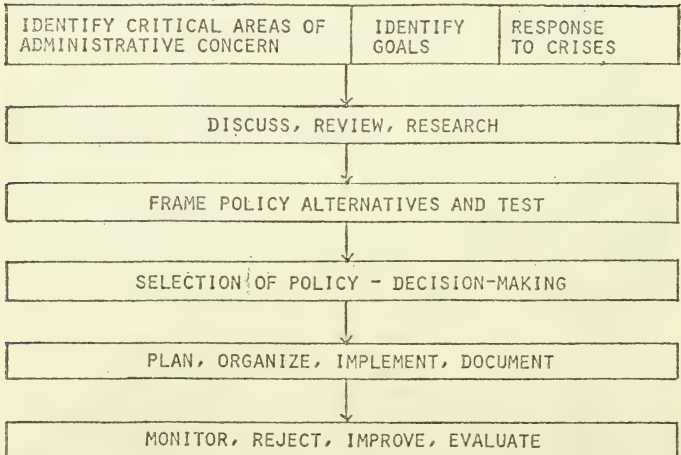 IDENTIFY CRITICAL AREAS OF
ADMINISTRATIVE CONCERN
IDENTIFY
GOALS
RESPONSE
TO CRISES
DISCUSS, REVIEW, RESEARCH
FRAME POLICY ALTERNATIVES AND TEST
SELECTION OF POLICY - DECISION-MAKING
PLAN, ORGANIZE, IMPLEMENT, DOCUMENT
MONITOR, REJECT, IMPROVE, EVALUATE